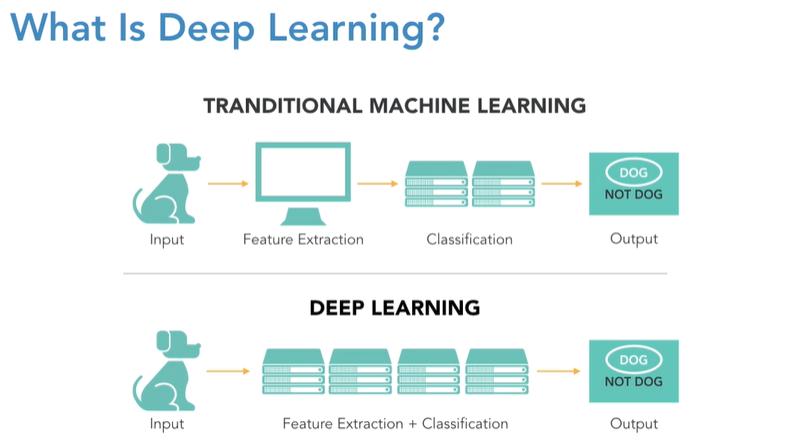 What Is Deep Learning?
TRANDITIONAL MACHINE LEARNING
DOG
NOT DOG
Input
Feature Extraction
Classification
Output
DEEP LEARNING
DOG
NOT DOG
Input
Feature Extraction + Classification
Output